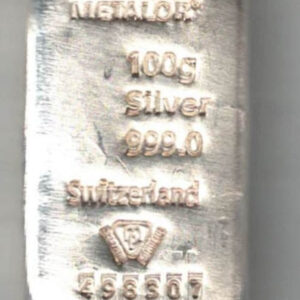 METALOR®
100g
Silver
999.0
Switzerland